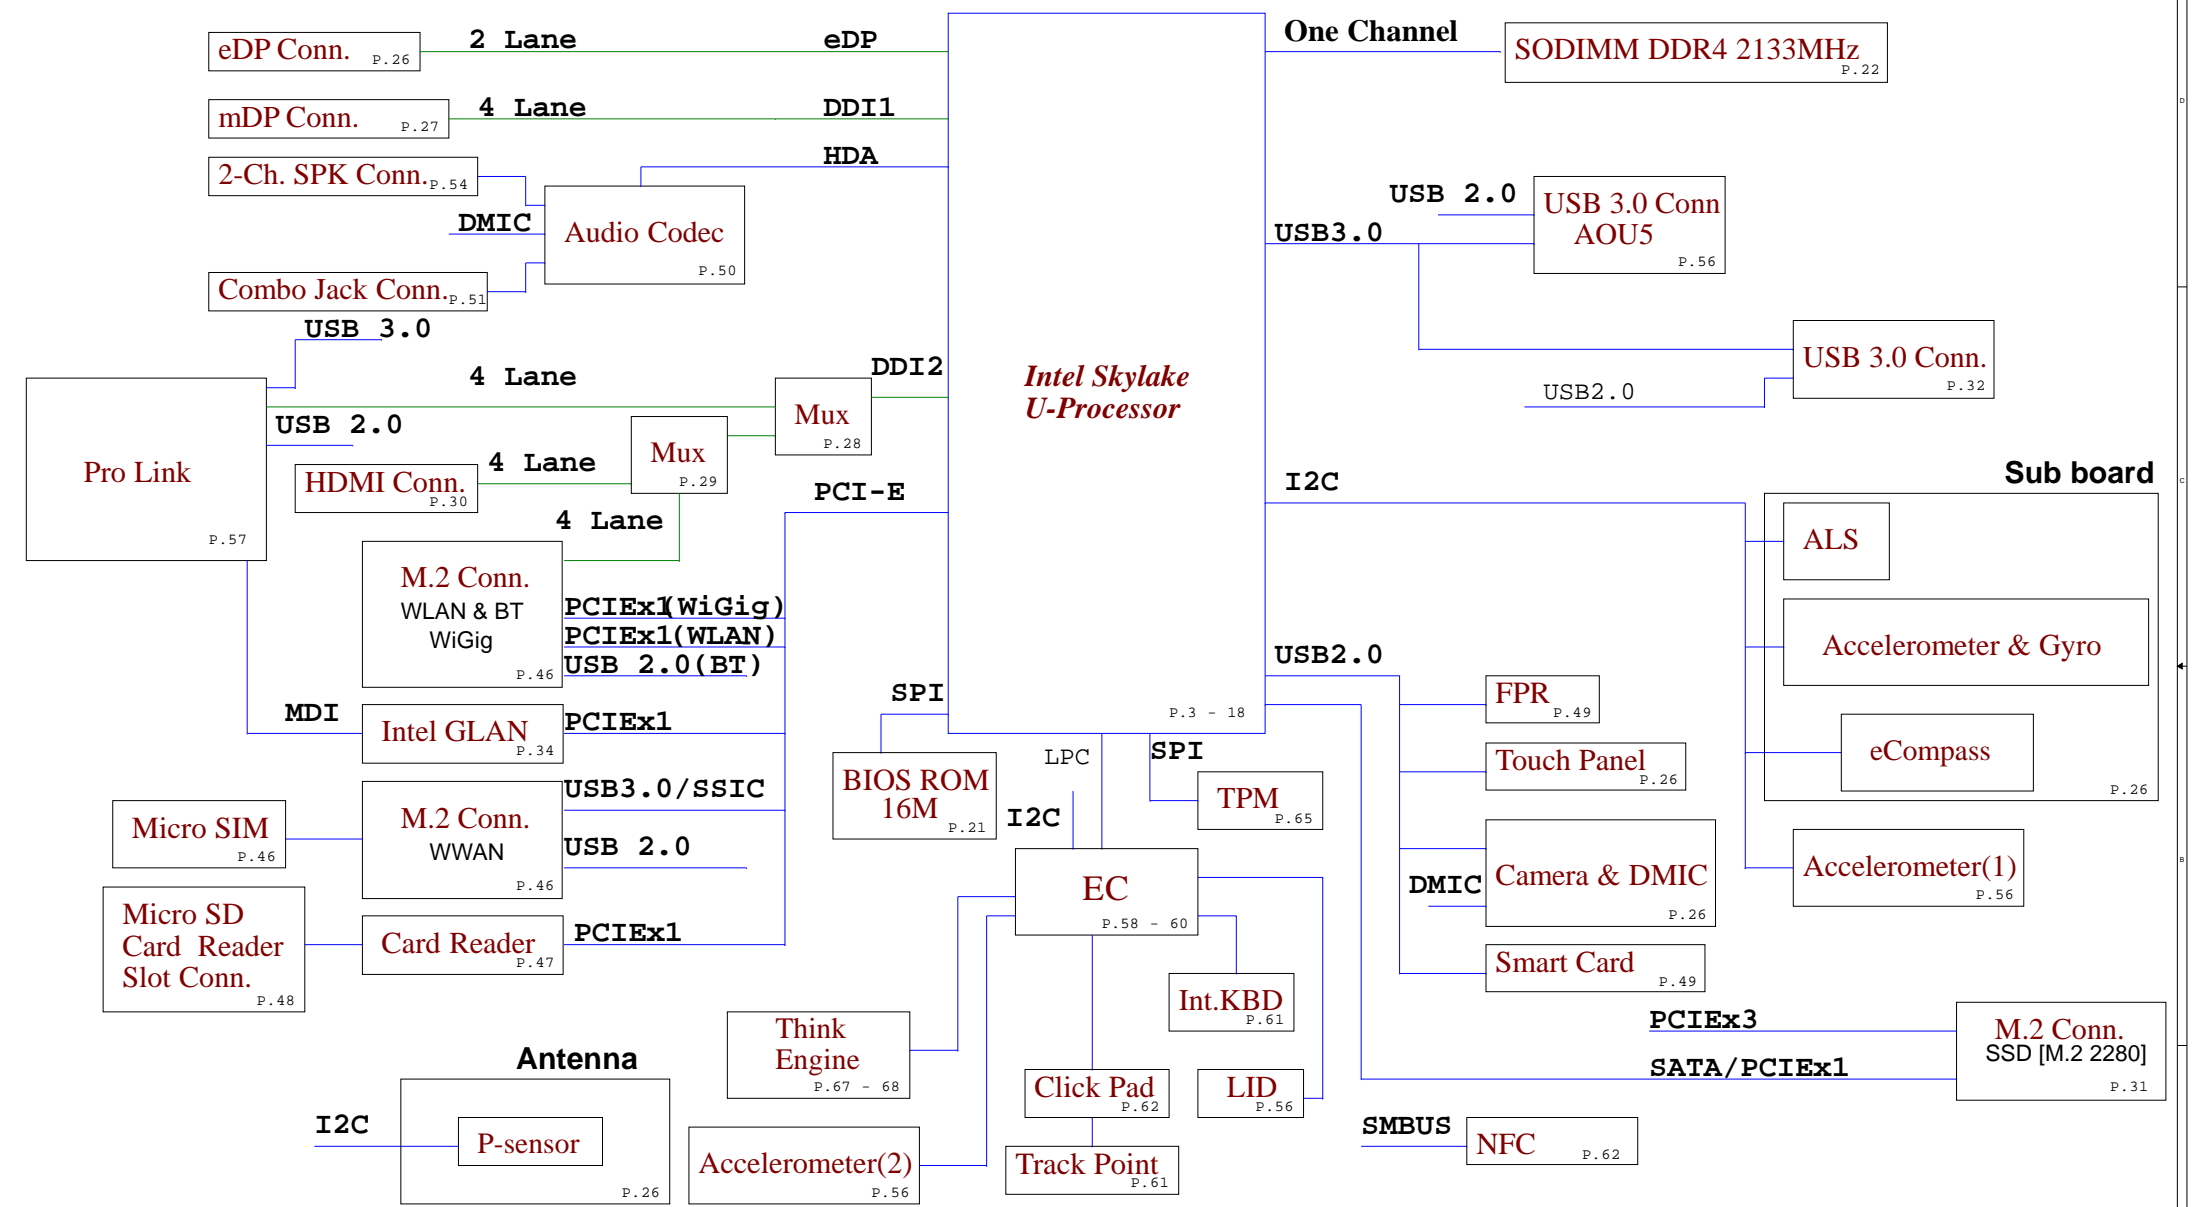 eDP Conn. P.26
2 Lane
eDP
One Channel
SODIMM DDR4 2133MHz
P.22
mDP Conn. P.27
4 Lane
DDI1
HDA
2-Ch. SPK Conn. P.54
DMIC
Audio Codec
P.50
Combo Jack Conn. P.51
USB 2.0
USB3.0
USB 3.0 Conn
AOU5
P.56
USB 3.0
4 Lane
DDI2
Mux
P.28
USB 2.0
Pro Link
P.57
HDMI Conn.
P.30
4 Lane
Mux
P.29
4 Lane
PCI-E
Intel Skylake
U-Processor
P.3 - 18
USB 3.0 Conn.
P.32
USB2.0
I2C
Sub board
ALS
Accelerometer & Gyro
eCompass
P.26
M.2 Conn.
WLAN & BT
WiGig
P.46
PCIEx1(WiGig)
PCIEx1(WLAN)
USB 2.0(BT)
MDI
Intel GLAN
P.34
PCIEx1
SPI
BIOS ROM
16M
P.21
LPC
I2C
SPI
TPM
P.65
USB2.0
FPR
P.49
Touch Panel
P.26
DMIC
Camera & DMIC
P.26
Smart Card
P.49
Accelerometer(1)
P.56
Micro SIM
P.46
M.2 Conn.
WWAN
P.46
USB3.0/SSIC
USB 2.0
Micro SD
Card Reader
Slot Conn.
P.48
Card Reader
P.47
PCIEx1
EC
P.58 - 60
Int.KBD
P.61
Think
Engine
P.67 - 68
Click Pad
P.62
LID
P.56
PCIEx3
SATA/PCIEx1
M.2 Conn.
SSD [M.2 2280]
P.31
Antenna
I2C
P-sensor
P.26
Accelerometer(2)
P.56
Track Point
P.61
SMBUS
NFC
P.62
D
C
B